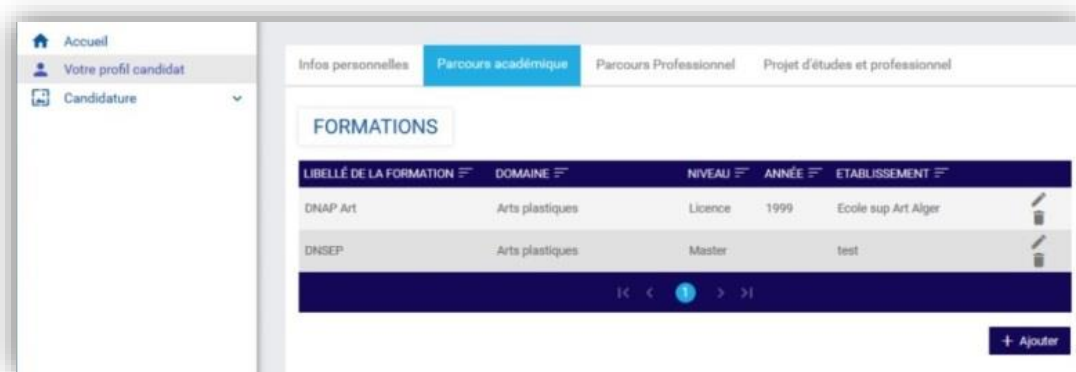 Accueil
Votre profil candidat
Candidature
Infos personnelles Parcours académique Parcours Professionnel Projet d'études et professionnel
FORMATIONS
LIBELLÉ DE LA FORMATION DOMAINE NIVEAU ANNÉE ETABLISSEMENT
DNAP Art Arts plastiques Licence 1999 Ecole sup Art Alger
DNSEP Arts plastiques Master test
1
+ Ajouter